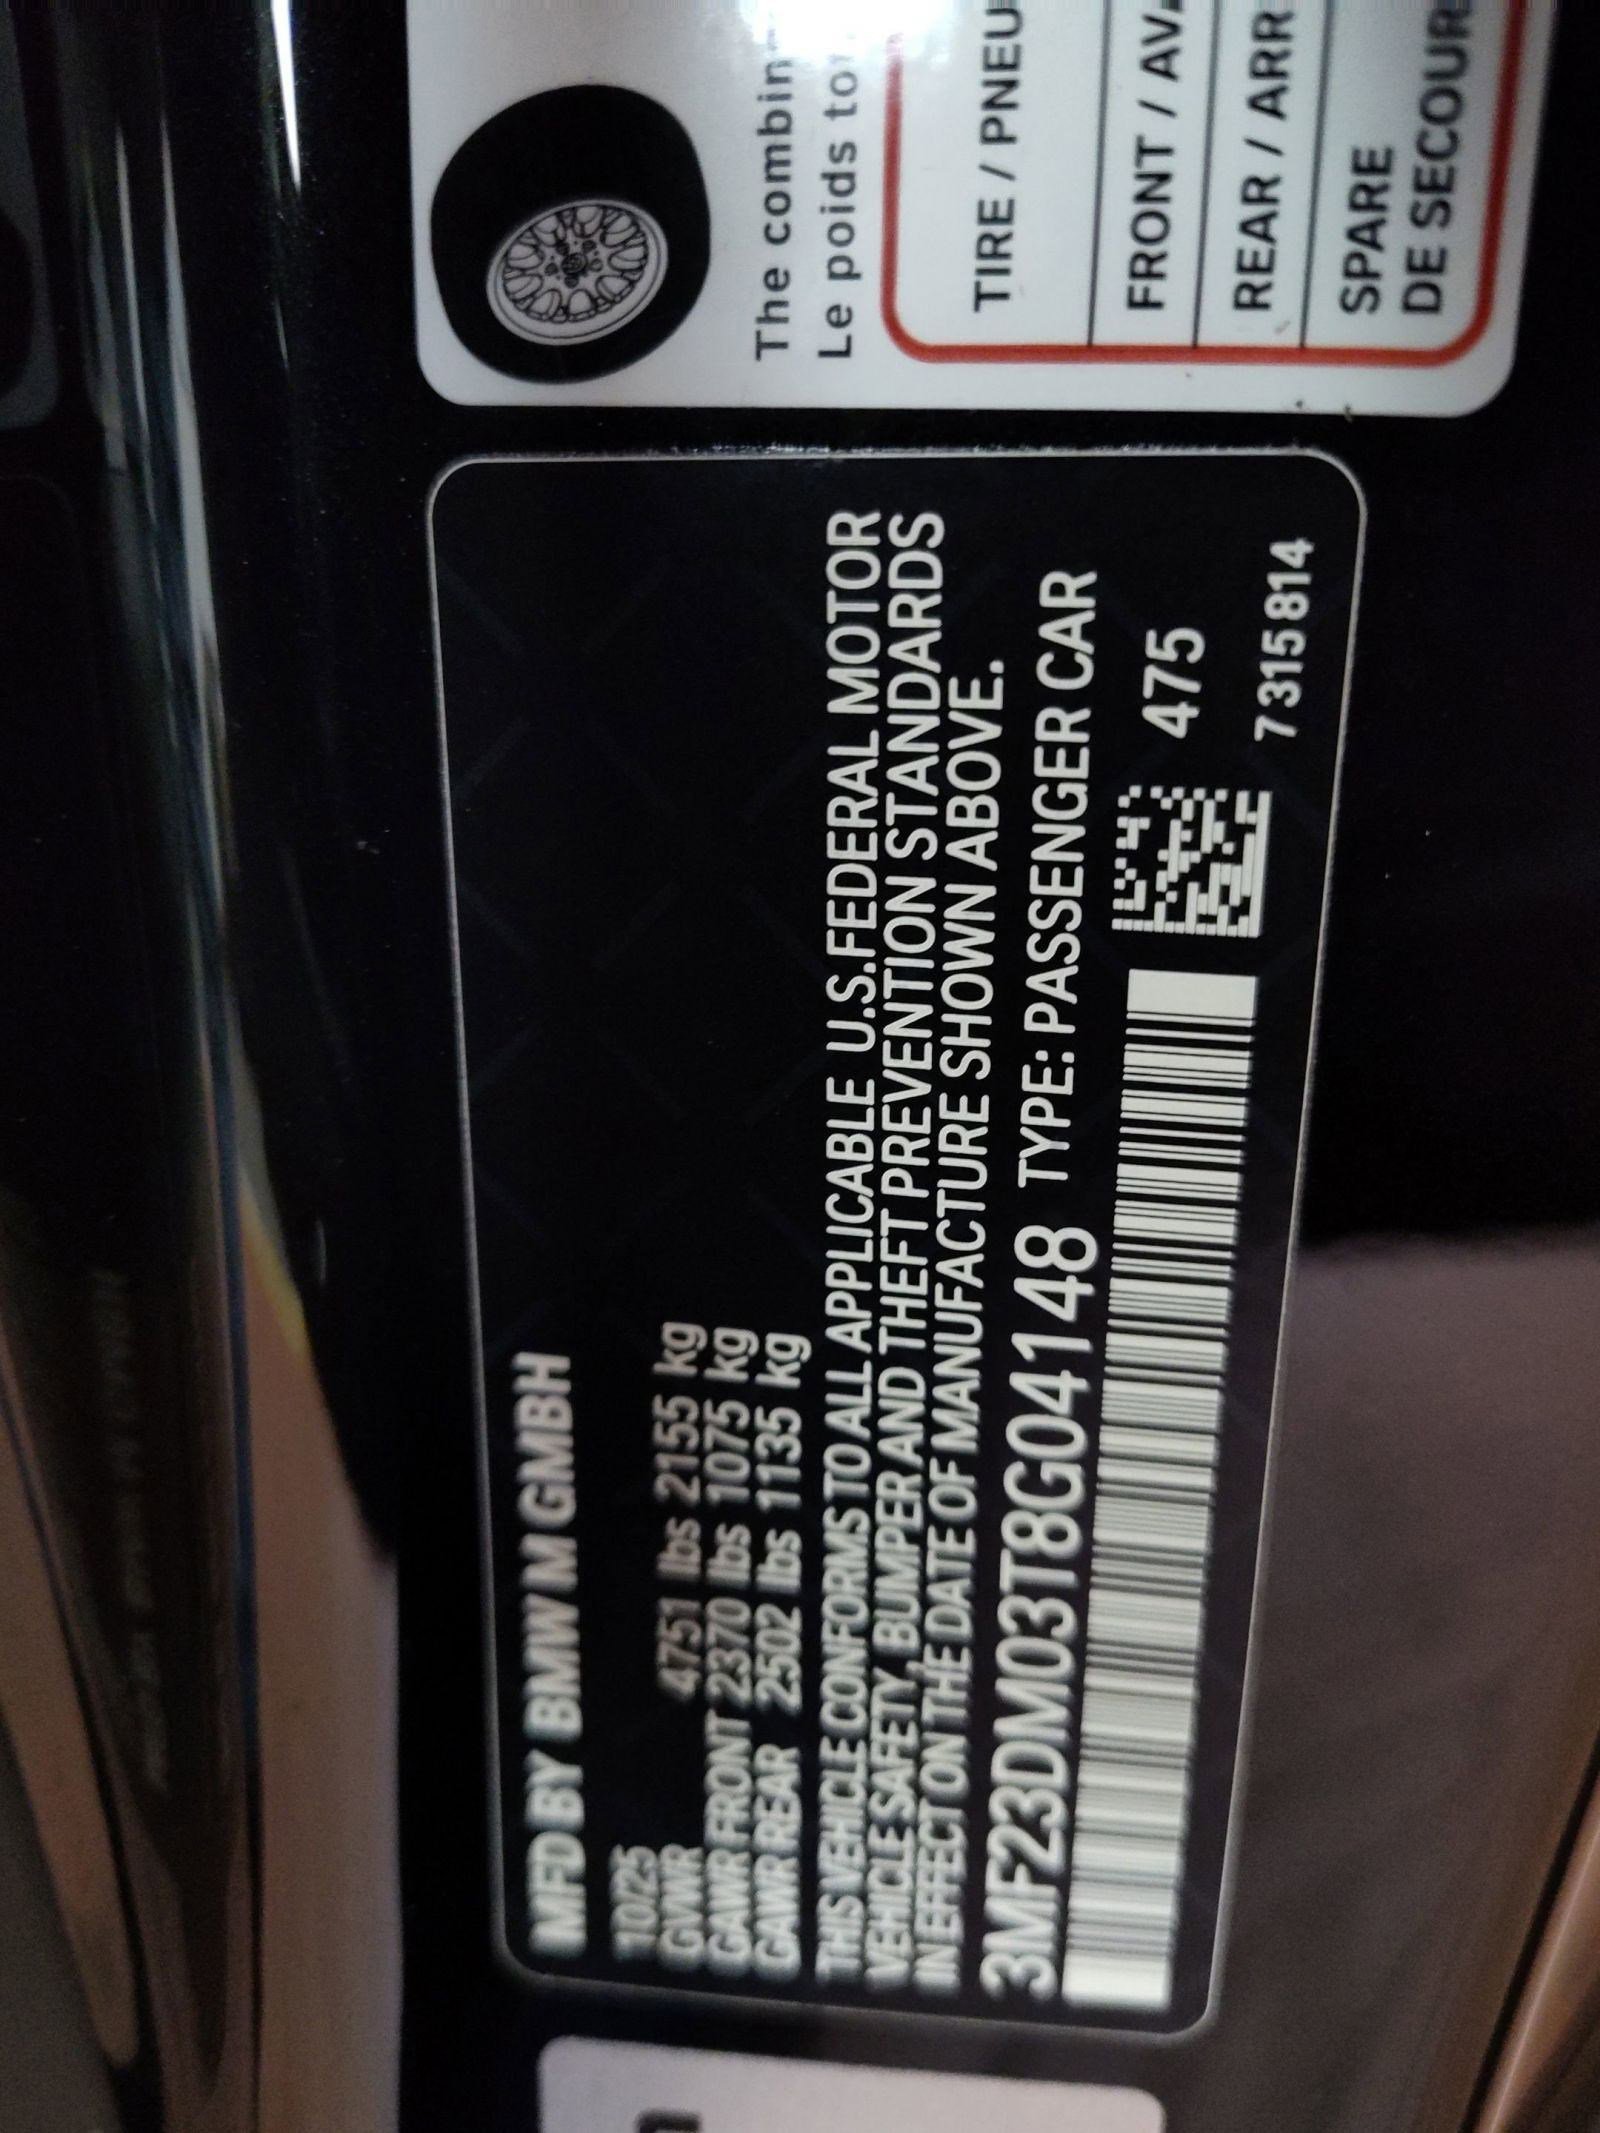 MFD BY BMW M GMBH
10/25
GVWR 4751 lbs 2155 kg
GAWR FRONT 2370 lbs 1075 kg
GAWR REAR 2502 lbs 1135 kg
THIS VEHICLE CONFORMS TO ALL APPLICABLE U.S.FEDERAL MOTOR
VEHICLE SAFETY, BUMPER AND THEFT PREVENTION STANDARDS
IN EFFECT ON THE DATE OF MANUFACTURE SHOWN ABOVE.
3MF23DM03T8G04148 TYPE: PASSENGER CAR
475
7315814
The combin
Le poids to
TIRE / PNEU
FRONT / AV
REAR / ARR
SPARE
DE SECOUR